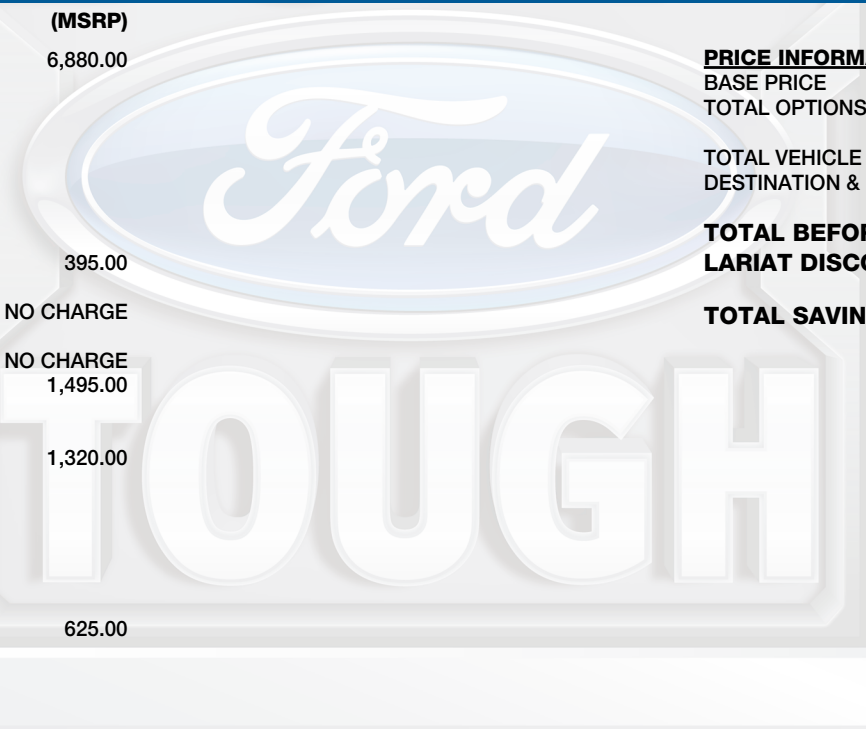 (MSRP)
6,880.00
395.00
NO CHARGE
NO CHARGE
1,495.00
1,320.00
625.00
PRICE INFORM
BASE PRICE
TOTAL OPTIONS
TOTAL VEHICLE
DESTINATION &
TOTAL BEFOR
LARIAT DISCO
TOTAL SAVIN
Ford
TOUGH